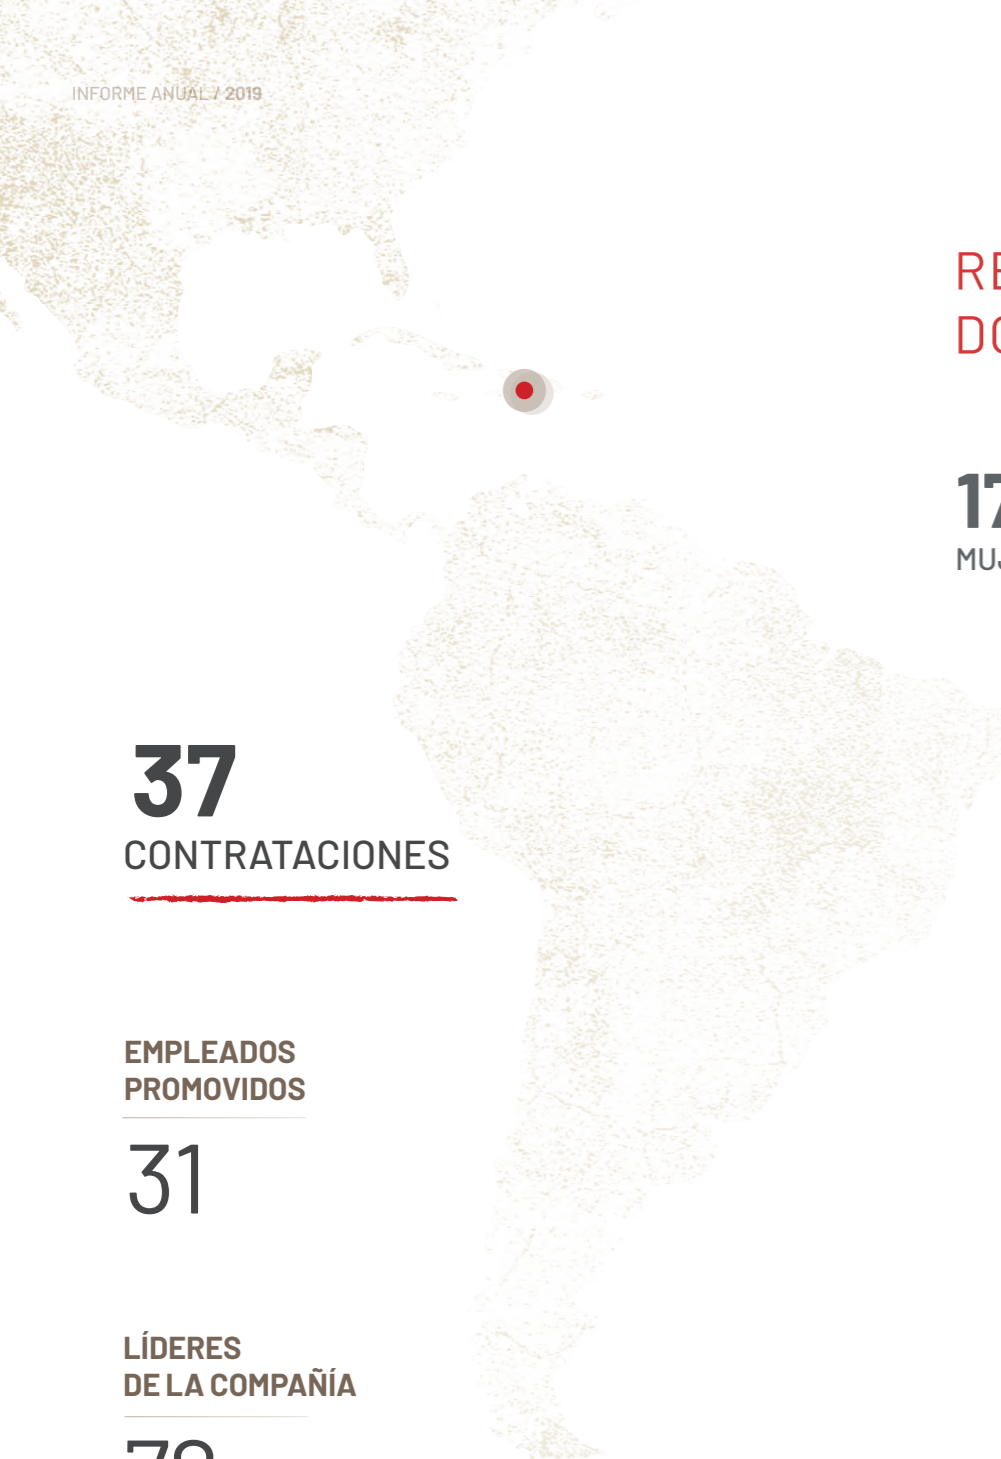 INFORME ANUAL / 2019
37
CONTRATACIONES
EMPLEADOS
PROMOVIDOS
31
LÍDERES
DE LA COMPAÑÍA